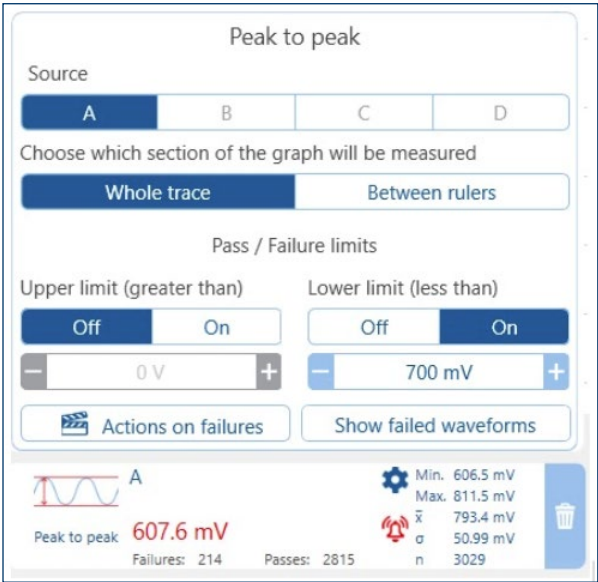 Peak to peak
Source
A B C D
Choose which section of the graph will be measured
Whole trace Between rulers
Pass / Failure limits
Upper limit (greater than) Lower limit (less than)
Off On Off On
− 0 V + − 700 mV +
Actions on failures Show failed waveforms
A Min. 606.5 mV
Max. 811.5 mV
Peak to peak 607.6 mV x̄ 793.4 mV
σ 50.99 mV
Failures: 214 Passes: 2815 n 3029